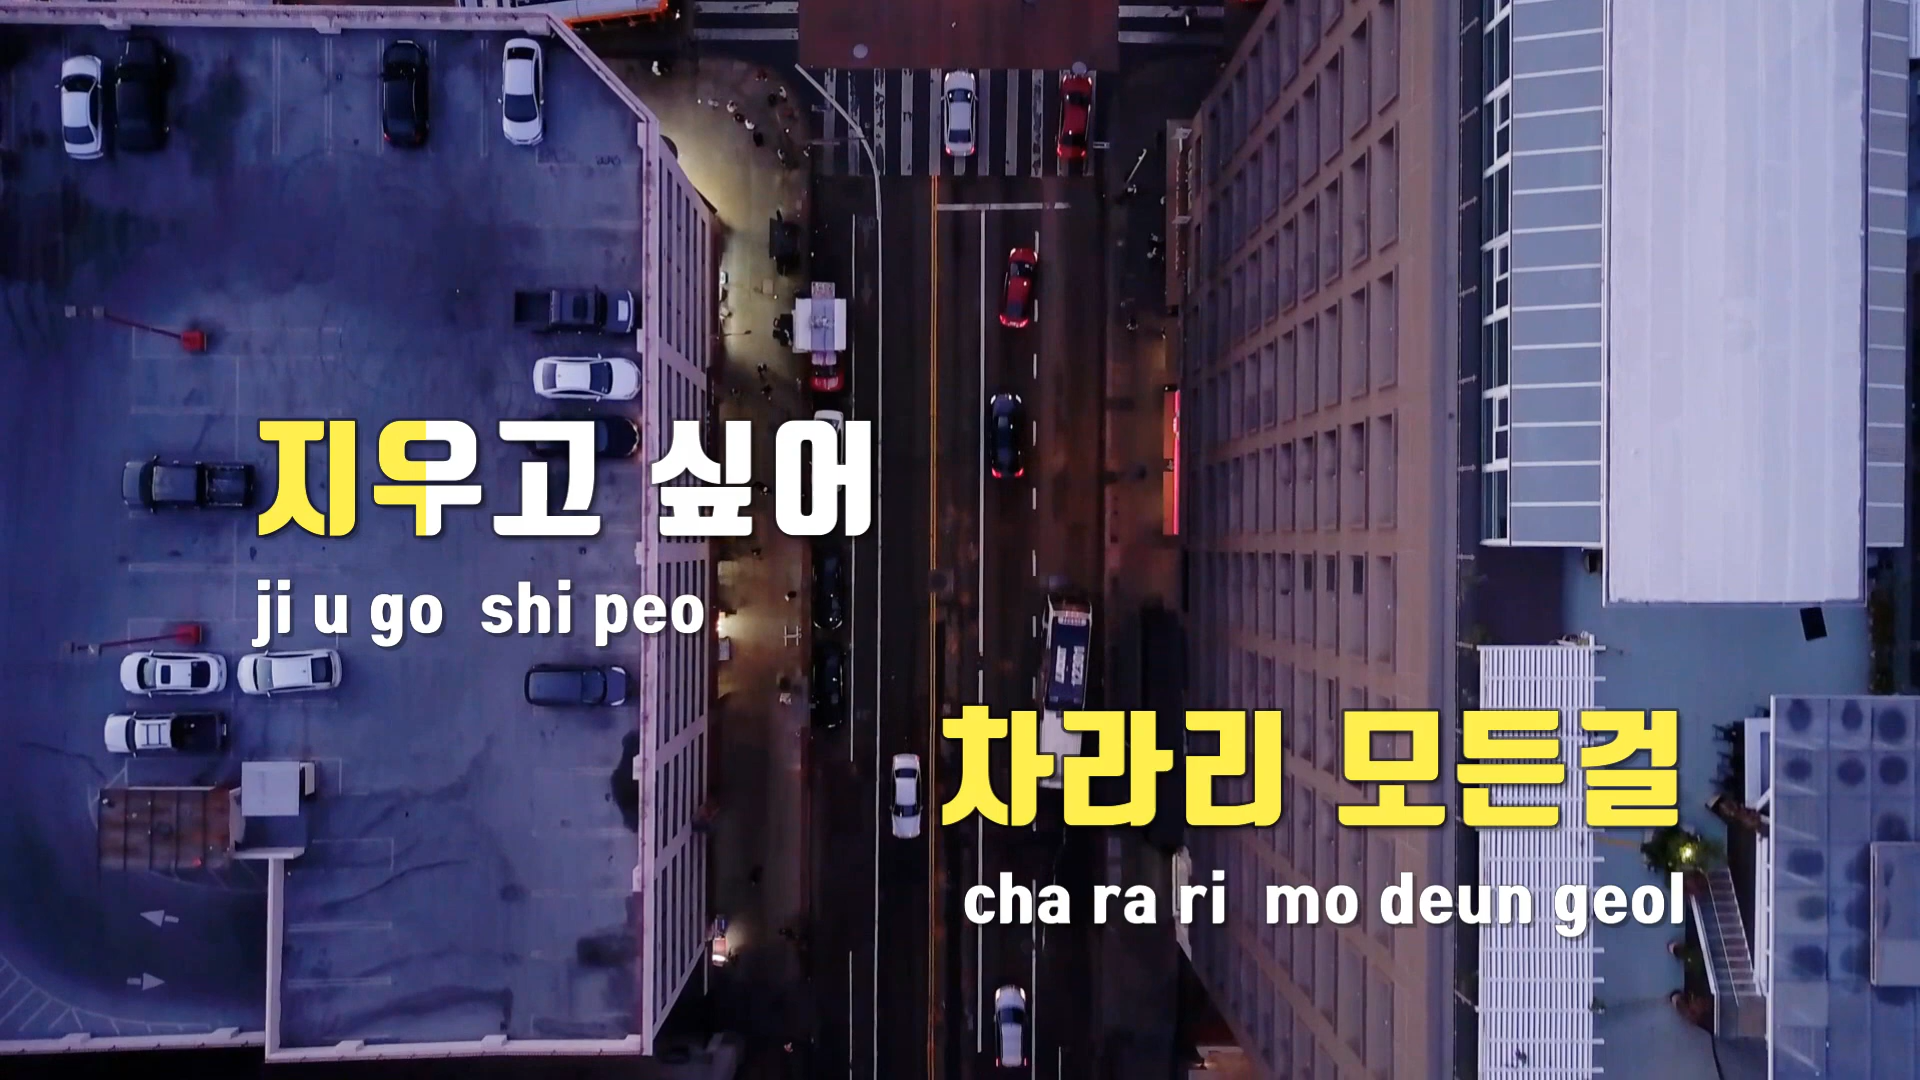 지우고 싶어
ji u go shi peo
차라리 모든걸
cha ra ri mo deun geol